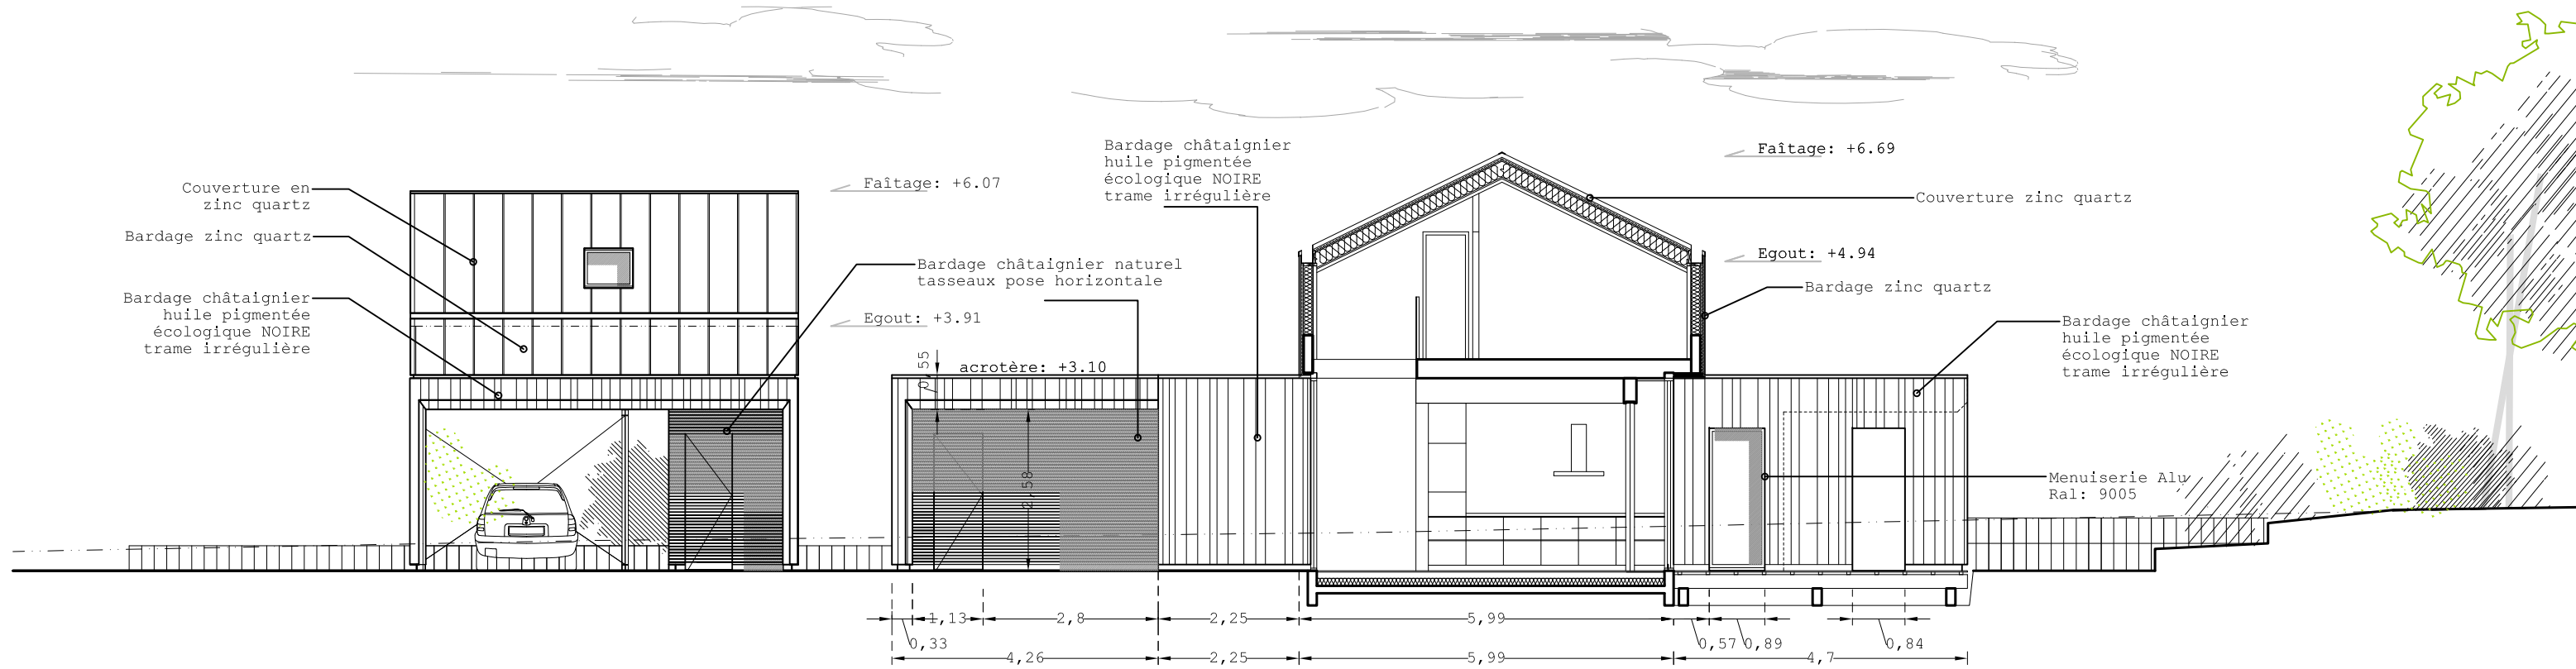 Couverture en
zinc quartz
Bardage zinc quartz
Bardage châtaignier
huile pigmentée
écologique NOIRE
trame irrégulière
Faîtage: +6.07
Bardage châtaignier naturel
tasseaux pose horizontale
Egout: +3.91
acrotère: +3.10
0,55
2,58
Bardage châtaignier
huile pigmentée
écologique NOIRE
trame irrégulière
Faîtage: +6.69
Couverture zinc quartz
Egout: +4.94
Bardage zinc quartz
Bardage châtaignier
huile pigmentée
écologique NOIRE
trame irrégulière
Menuiserie Alu
Ral: 9005
1,13
2,8
2,25
5,99
0,33
0,57
0,89
0,84
4,26
2,25
5,99
4,7